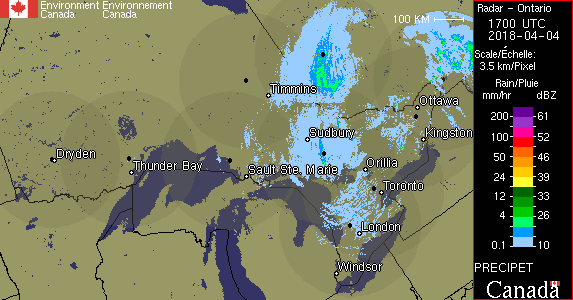 Environment Environnement
Canada Canada
100 KM
Timmins
Ottawa
Sudbury
Kingston
Dryden
Thunder Bay
Sault Ste. Marie
Orillia
Toronto
London
Windsor
Radar - Ontario
1700 UTC
2018-04-04
Scale/Échelle:
3.5 km/Pixel
Rain/Pluie
mm/hr dBZ
200 61
100 52
50 46
24 39
12 33
4 26
0.1 10
PRECIPET
Canada